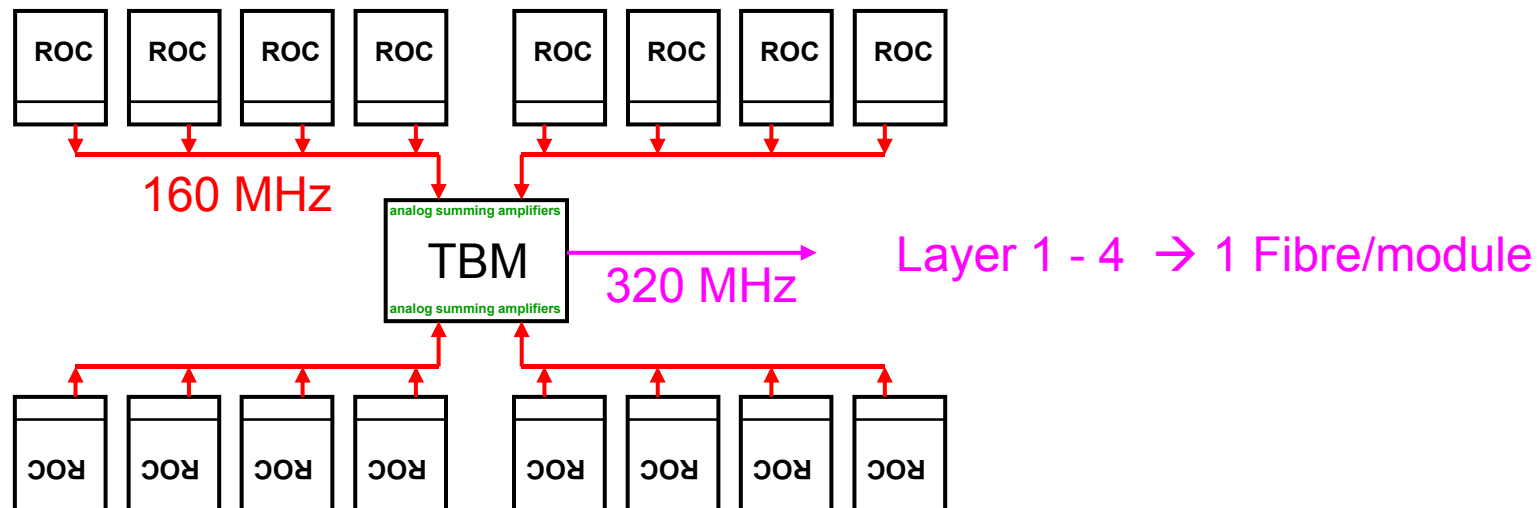 ROC ROC ROC ROC ROC ROC ROC ROC
160 MHz
analog summing amplifiers
TBM
320 MHz
Layer 1 - 4 → 1 Fibre/module
analog summing amplifiers
ROC ROC ROC ROC ROC ROC ROC ROC